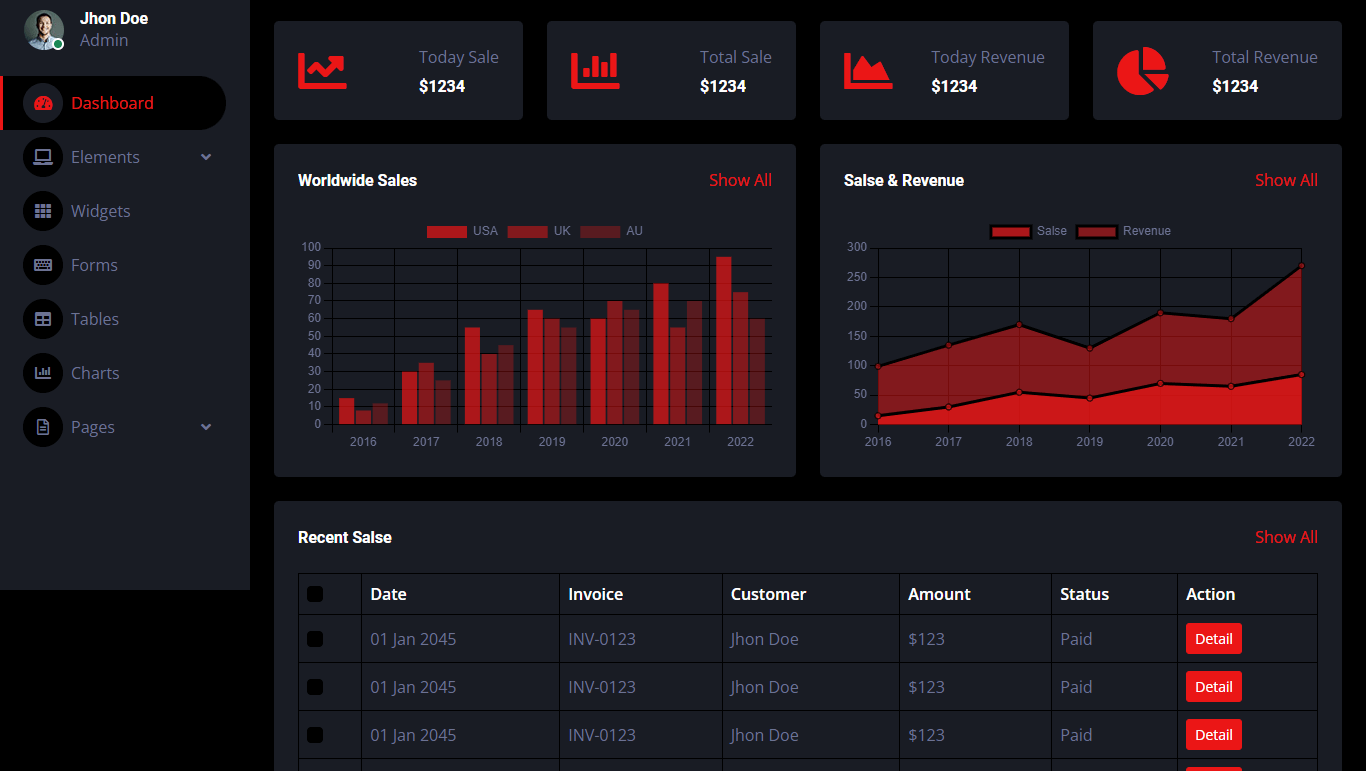 Jhon Doe
Admin
Dashboard
Elements
Widgets
Forms
Tables
Charts
Pages
Today Sale
$1234
Total Sale
$1234
Today Revenue
$1234
Total Revenue
$1234
Worldwide Sales Show All
USA UK AU
100
90
80
70
60
50
40
30
20
10
0
2016 2017 2018 2019 2020 2021 2022
Salse & Revenue Show All
Salse Revenue
300
250
200
150
100
50
0
2016 2017 2018 2019 2020 2021 2022
Recent Salse Show All
Date Invoice Customer Amount Status Action
01 Jan 2045 INV-0123 Jhon Doe $123 Paid Detail
01 Jan 2045 INV-0123 Jhon Doe $123 Paid Detail
01 Jan 2045 INV-0123 Jhon Doe $123 Paid Detail